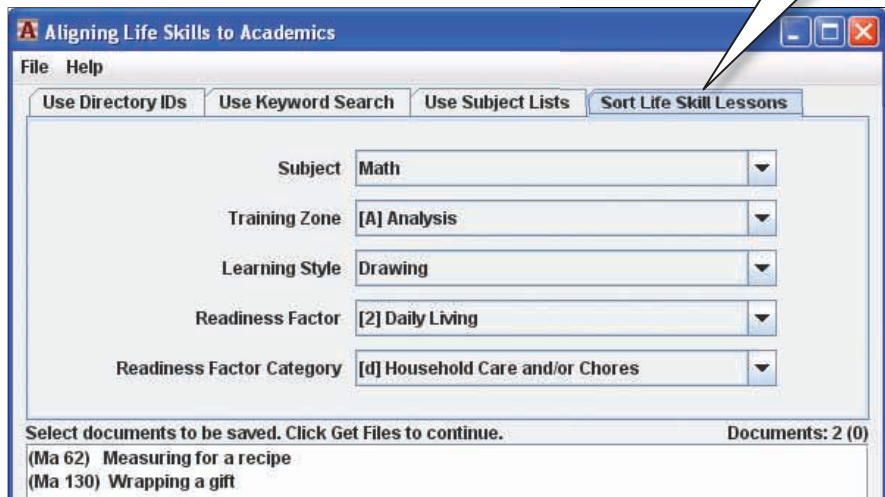 Aligning Life Skills to Academics
File Help
Use Directory IDs Use Keyword Search Use Subject Lists Sort Life Skill Lessons
Subject Math
Training Zone [A] Analysis
Learning Style Drawing
Readiness Factor [2] Daily Living
Readiness Factor Category [d] Household Care and/or Chores
Select documents to be saved. Click Get Files to continue. Documents: 2 (0)
(Ma 62) Measuring for a recipe
(Ma 130) Wrapping a gift